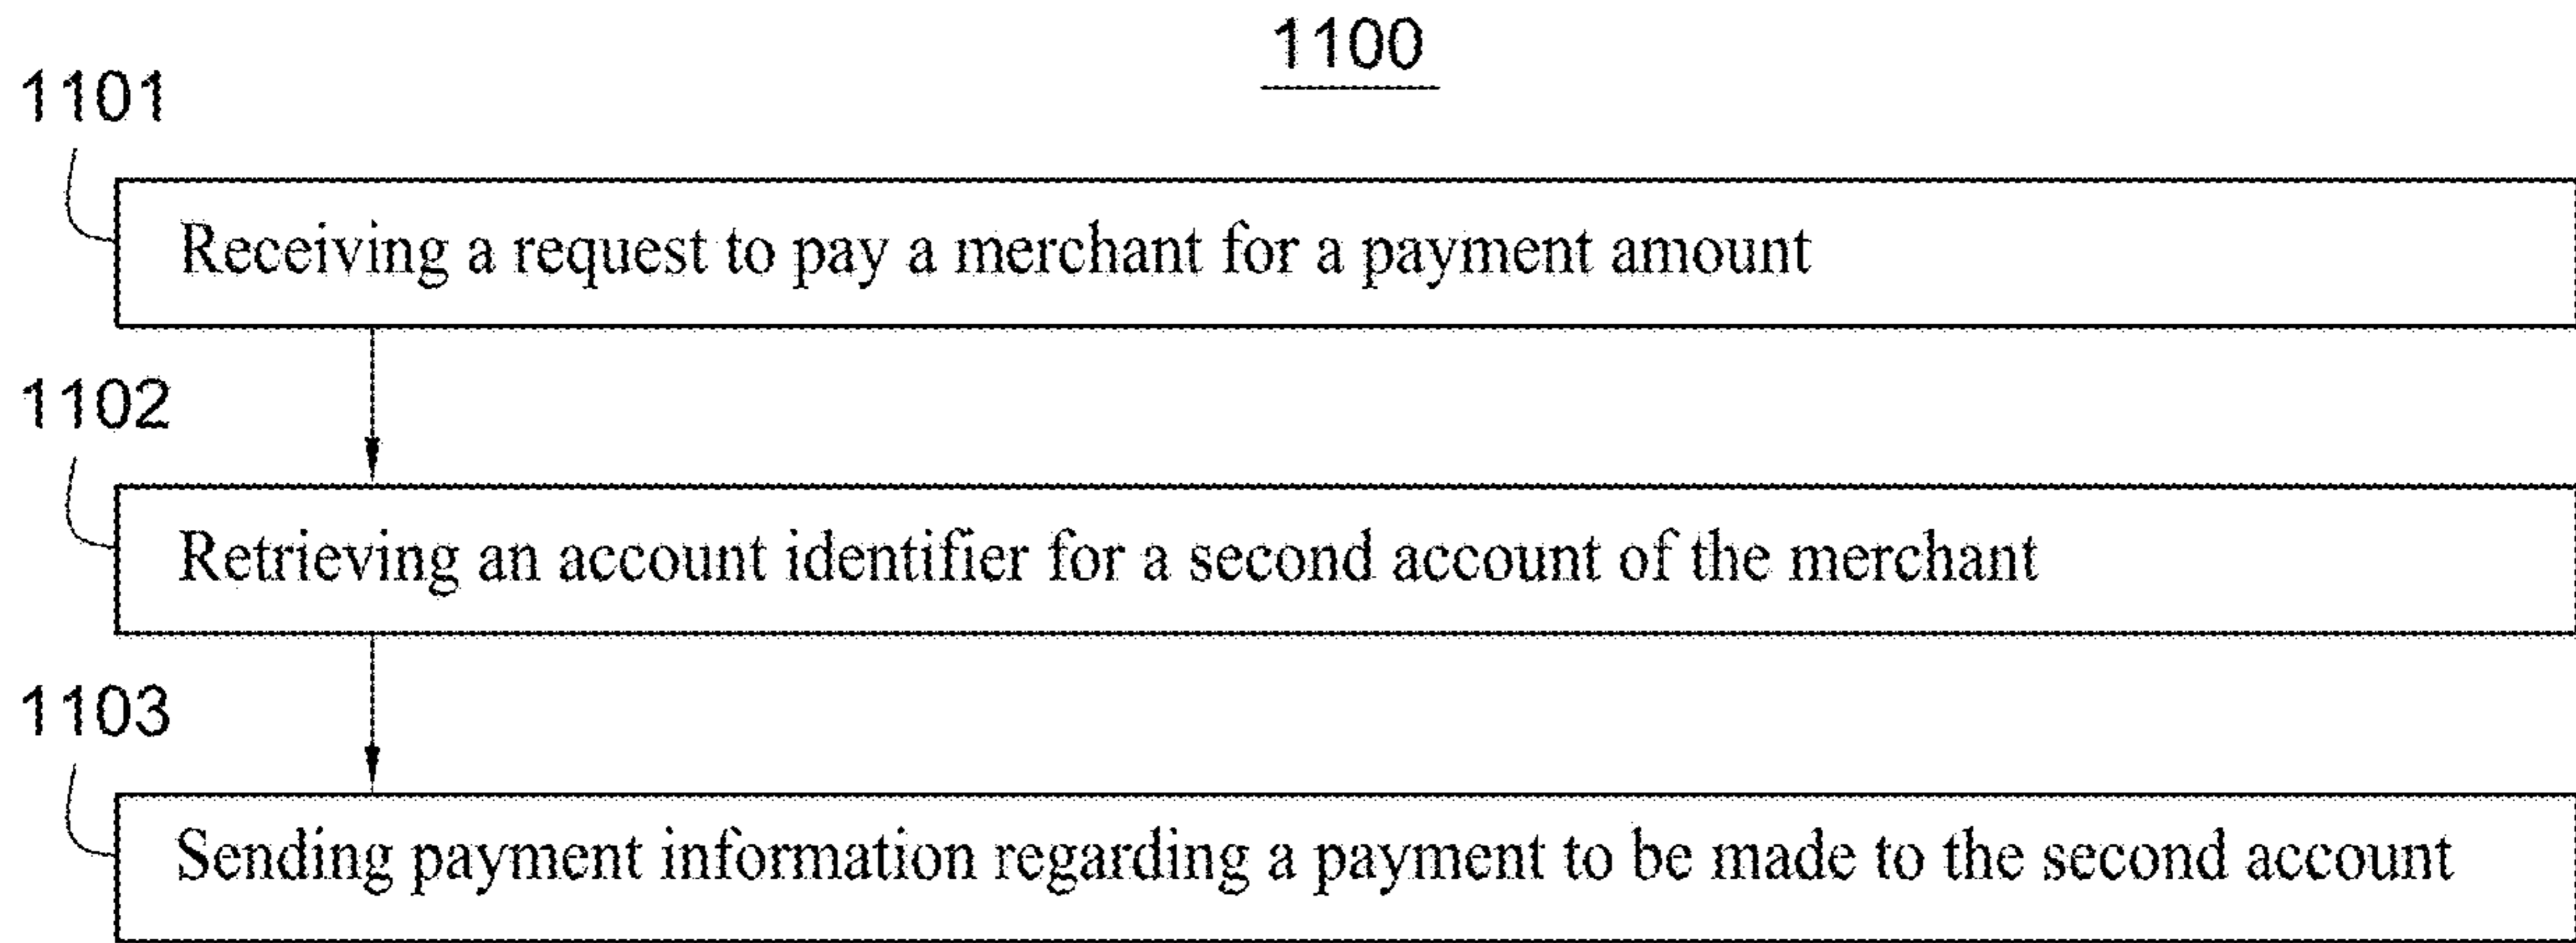 1100
1101
Receiving a request to pay a merchant for a payment amount
1102
Retrieving an account identifier for a second account of the merchant
1103
Sending payment information regarding a payment to be made to the second account